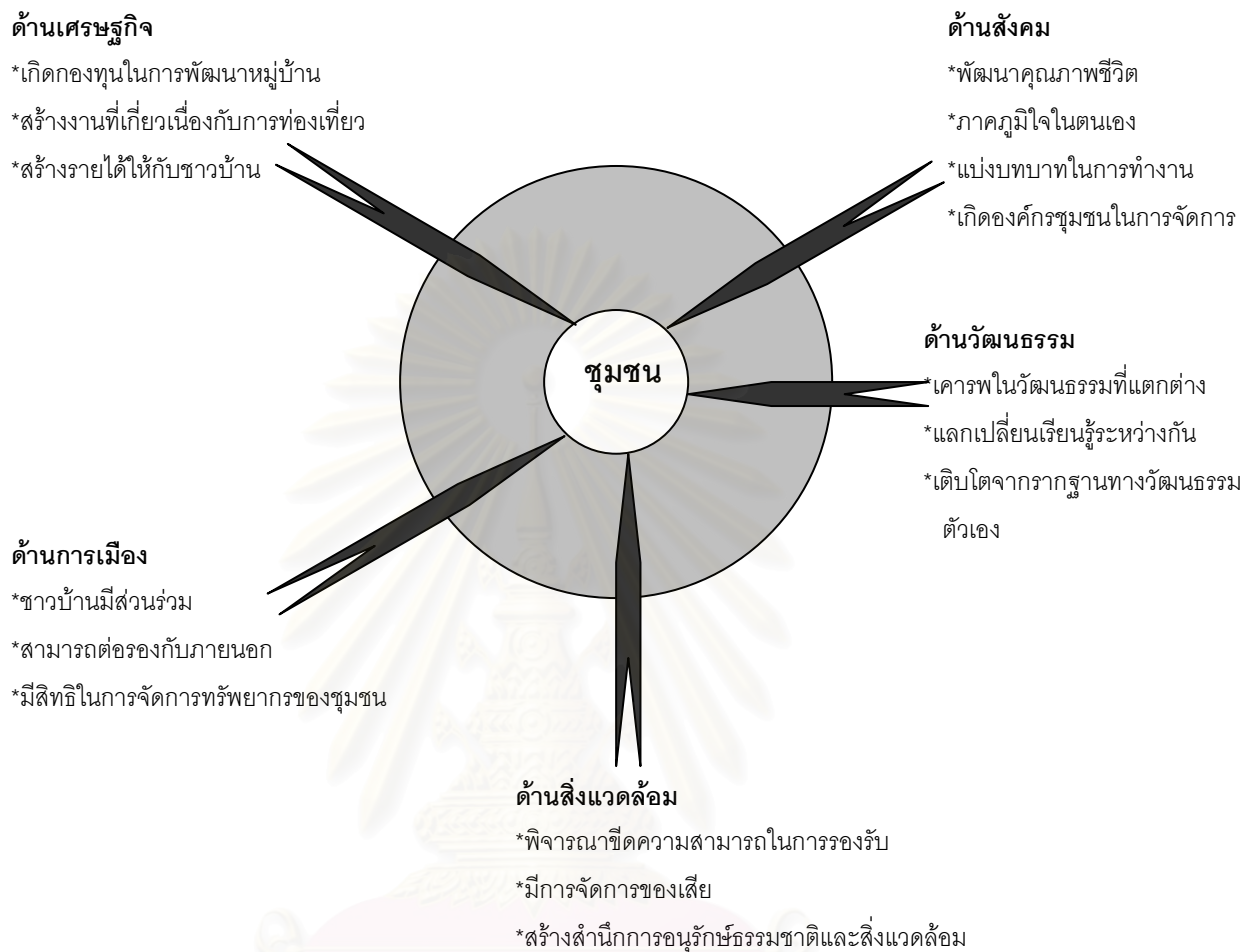 ด้านเศรษฐกิจ
*เกิดกองทุนในการพัฒนาหมู่บ้าน
*สร้างงานที่เกี่ยวเนื่องกับการท่องเที่ยว
*สร้างรายได้ให้กับชาวบ้าน
ด้านสังคม
*พัฒนาคุณภาพชีวิต
*ภาคภูมิใจในตนเอง
*แบ่งบทบาทในการทำงาน
*เกิดองค์กรชุมชนในการจัดการ
ชุมชน
ด้านวัฒนธรรม
*เคารพในวัฒนธรรมที่แตกต่าง
*แลกเปลี่ยนเรียนรู้ระหว่างกัน
*เติบโตจากรากฐานทางวัฒนธรรม
ตัวเอง
ด้านการเมือง
*ชาวบ้านมีส่วนร่วม
*สามารถต่อรองกับภายนอก
*มีสิทธิในการจัดการทรัพยากรของชุมชน
ด้านสิ่งแวดล้อม
*พิจารณาขีดความสามารถในการรองรับ
*มีการจัดการของเสีย
*สร้างสำนึกการอนุรักษ์ธรรมชาติและสิ่งแวดล้อม